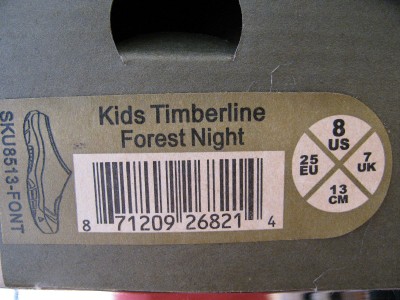 Kids Timberline
Forest Night
SKU8513-FONT
8 71209 26821 4
8
US
25
EU
7
UK
13
CM